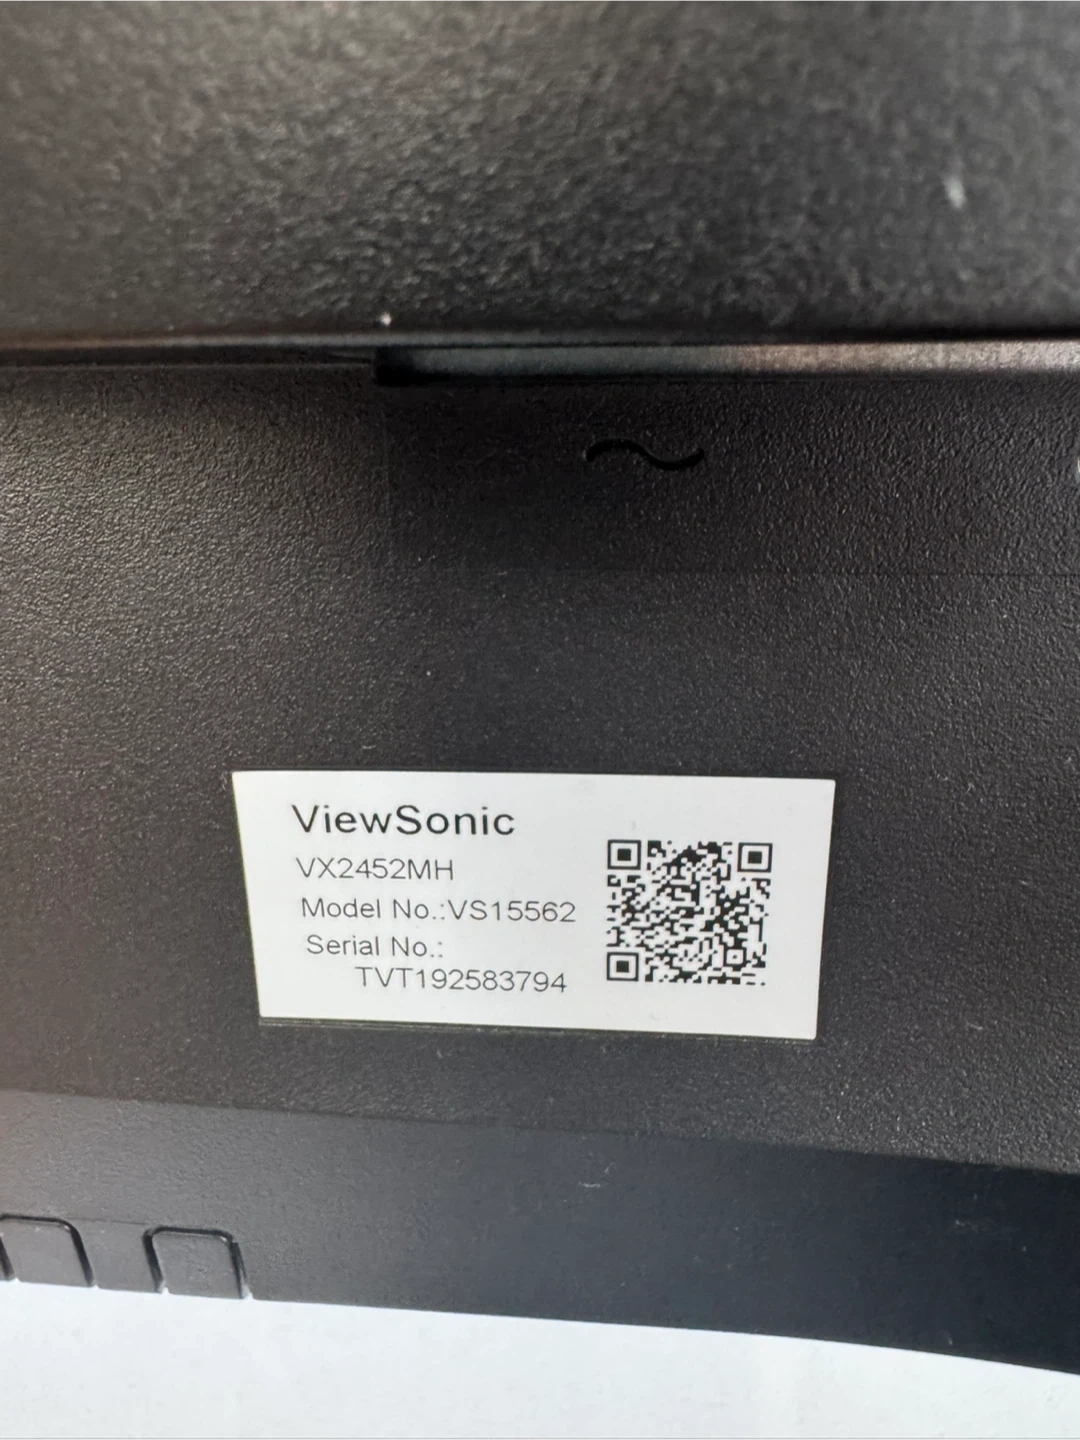 ViewSonic
VX2452MH
Model No.:VS15562
Serial No.:
TVT192583794